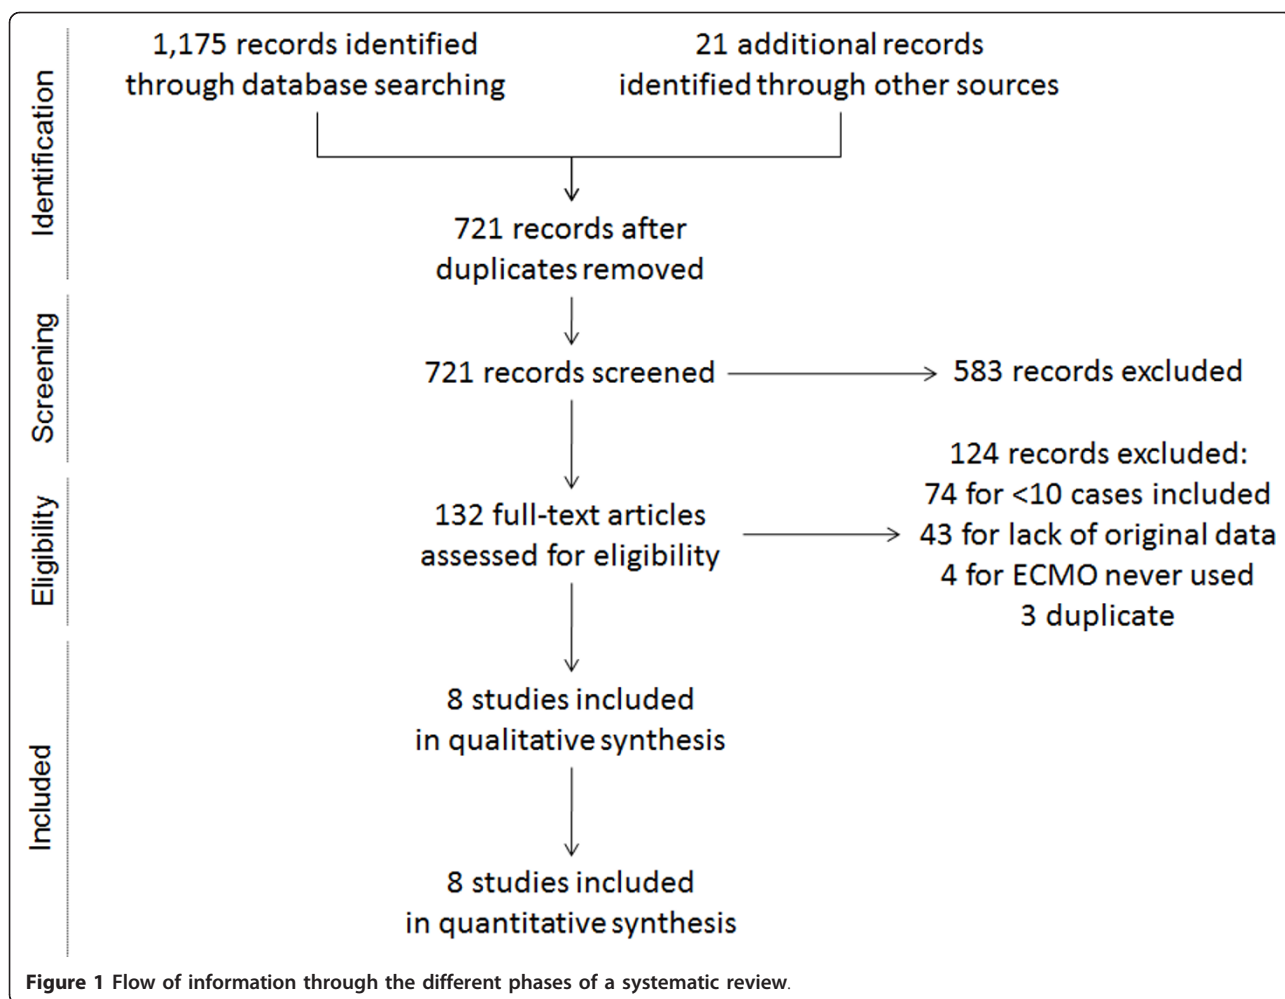 Identification
1,175 records identified
through database searching
21 additional records
identified through other sources
721 records after
duplicates removed
Screening
721 records screened
583 records excluded
Eligibility
132 full-text articles
assessed for eligibility
124 records excluded:
74 for <10 cases included
43 for lack of original data
4 for ECMO never used
3 duplicate
Included
8 studies included
in qualitative synthesis
8 studies included
in quantitative synthesis
Figure 1 Flow of information through the different phases of a systematic review.